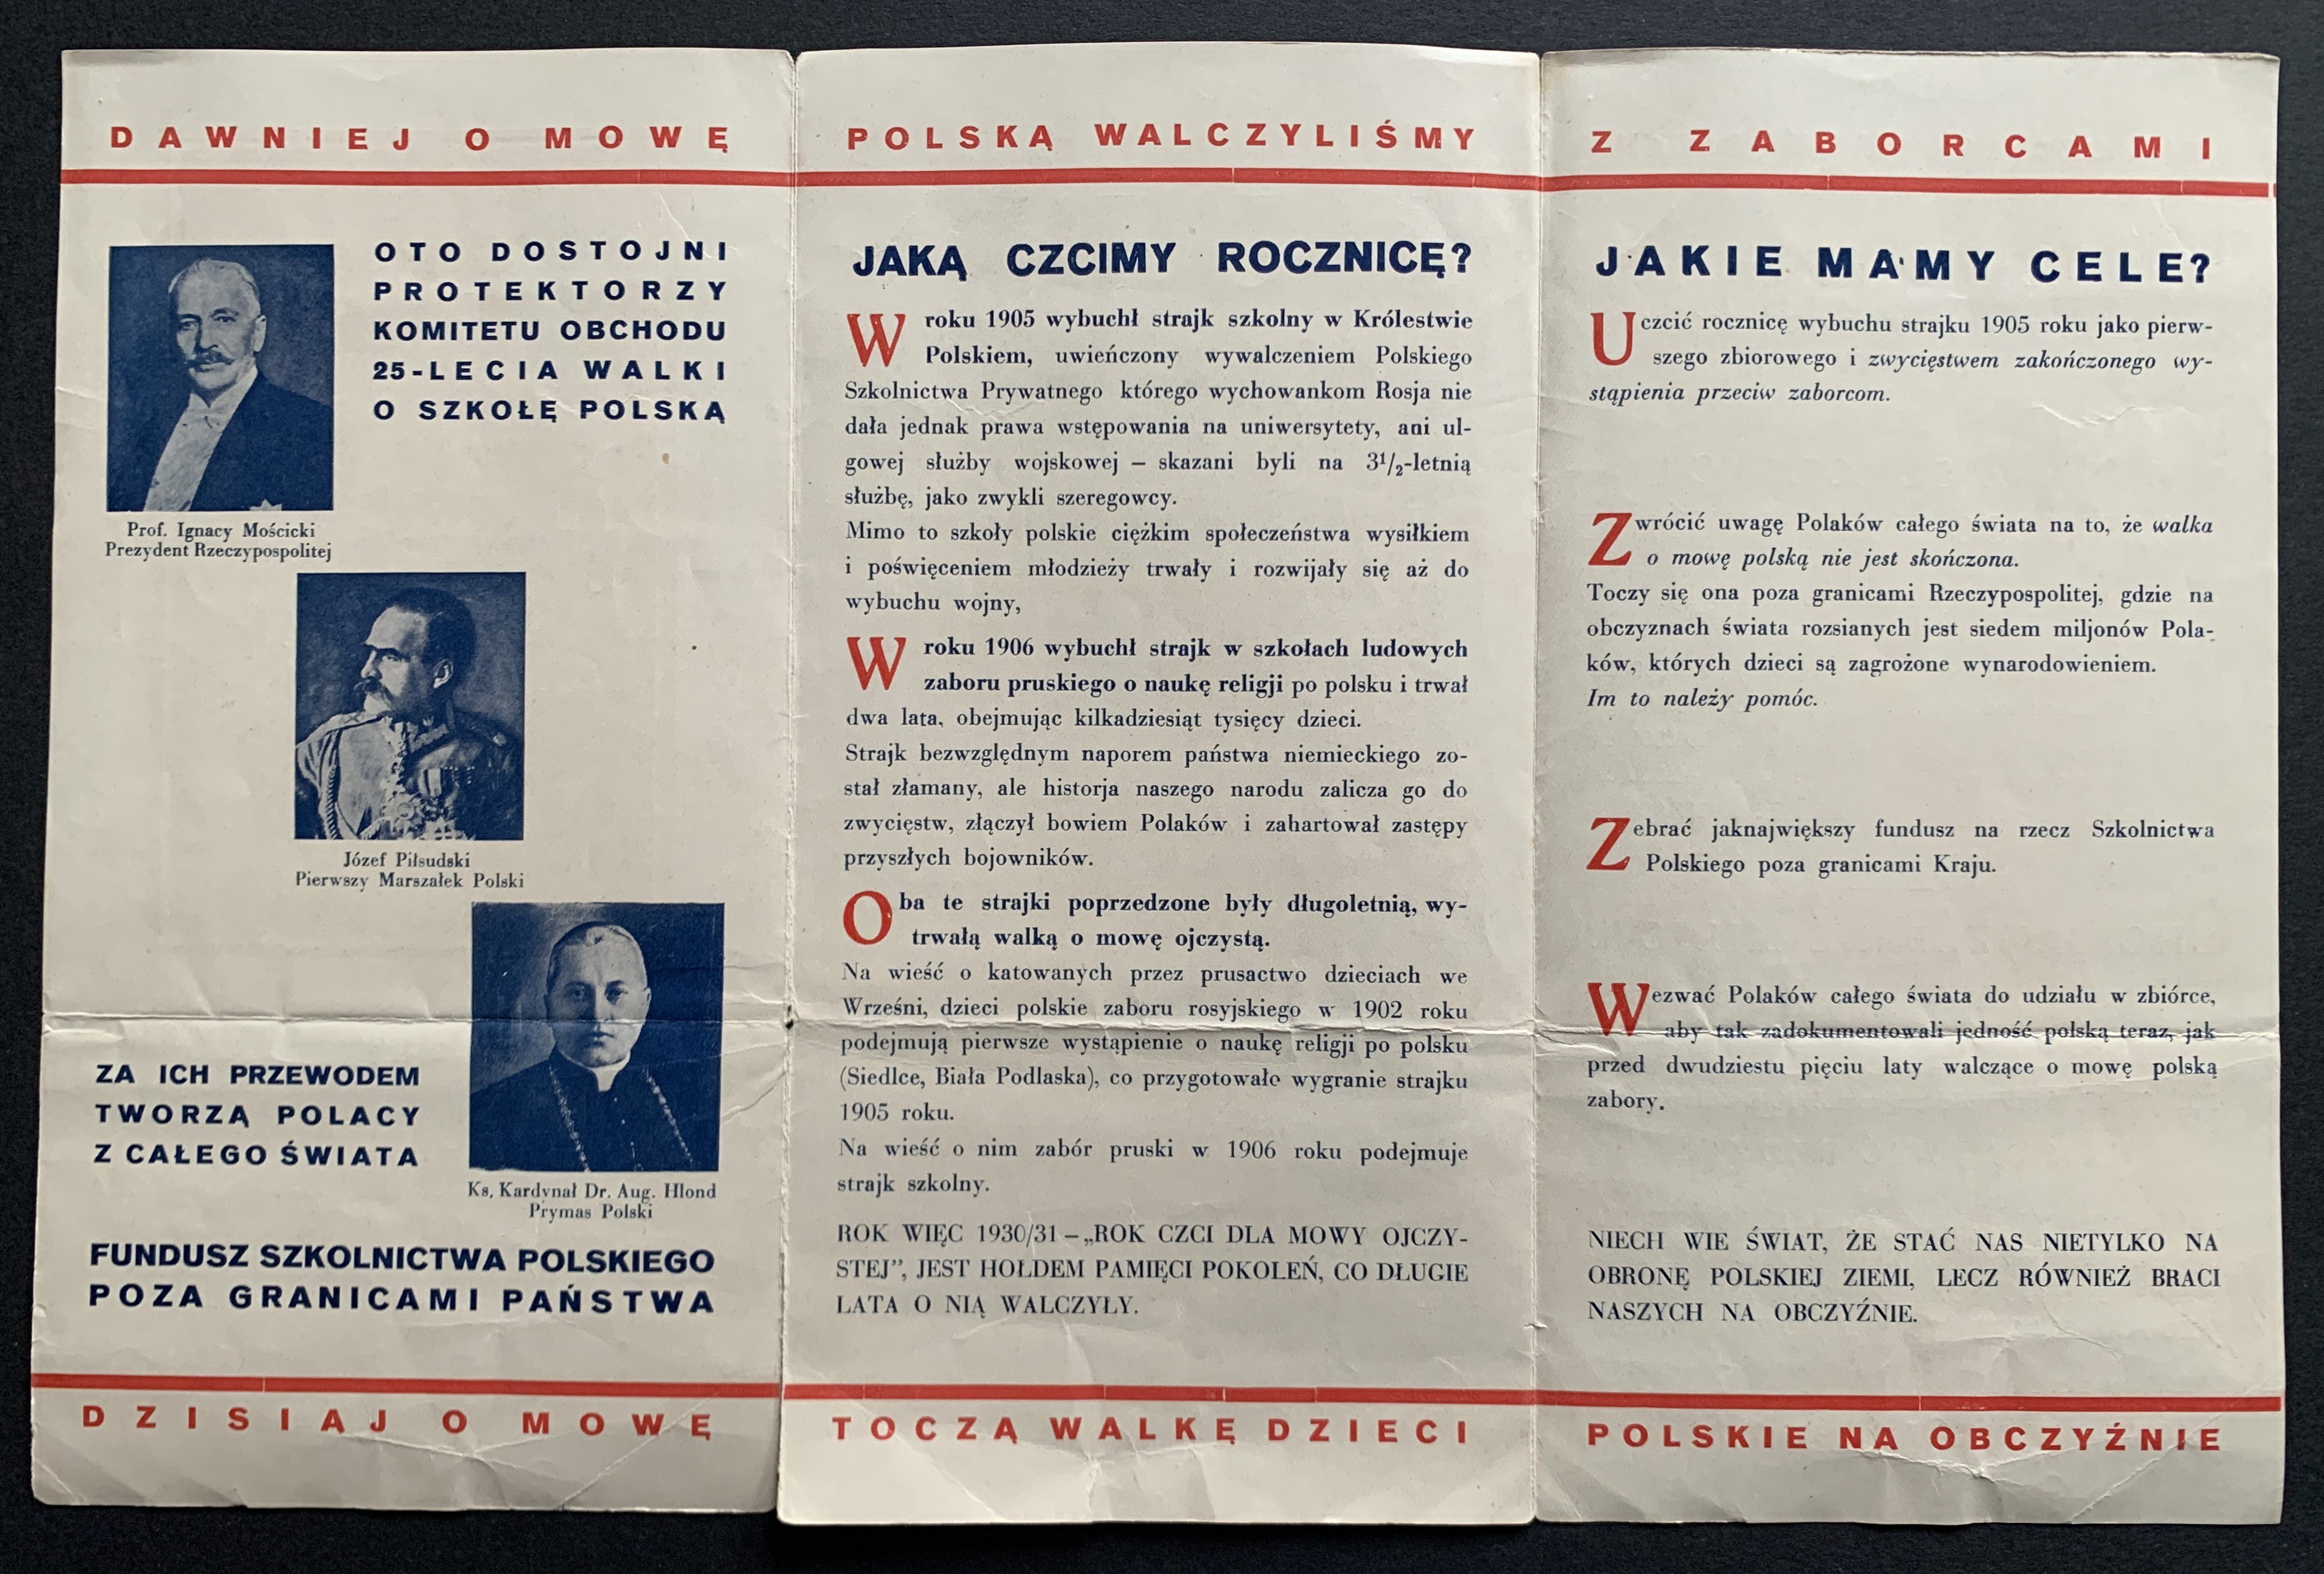 DAWNIEJ O MOWĘ POLSKĄ WALCZYLIŚMY Z ZABORCAMI
OTO DOSTOJNI
PROTEKTORZY
KOMITETU OBCHODU
25-LECIA WALKI
O SZKOŁĘ POLSKĄ
Prof. Ignacy Mościcki
Prezydent Rzeczypospolitej
Józef Piłsudski
Pierwszy Marszałek Polski
Ks, Kardynał Dr. Aug. Hlond
Prymas Polski
ZA ICH PRZEWODEM
TWORZĄ POLACY
Z CAŁEGO ŚWIATA
FUNDUSZ SZKOLNICTWA POLSKIEGO
POZA GRANICAMI PAŃSTWA
JAKĄ CZCIMY ROCZNICĘ?
W roku 1905 wybuchł strajk szkolny w Królestwie
Polskiem, uwieńczony wywalczeniem Polskiego
Szkolnictwa Prywatnego którego wychowankom Rosja nie
dała jednak prawa wstępowania na uniwersytety, ani ul-
gowej służby wojskowej – skazani byli na 3½-letnią
służbę, jako zwykli szeregowcy.
Mimo to szkoły polskie ciężkim społeczeństwa wysiłkiem
i poświęceniem młodzieży trwały i rozwijały się aż do
wybuchu wojny,
W roku 1906 wybuchł strajk w szkołach ludowych
zaboru pruskiego o naukę religji po polsku i trwał
dwa lata, obejmując kilkadziesiąt tysięcy dzieci.
Strajk bezwzględnym naporem państwa niemieckiego zo-
stał złamany, ale historja naszego narodu zalicza go do
zwycięstw, złączył bowiem Polaków i zahartował zastępy
przyszłych bojowników.
Oba te strajki poprzedzone były długoletnią, wy-
trwałą walką o mowę ojczystą.
Na wieść o katowanych przez prusactwo dzieciach we
Wrześni, dzieci polskie zaboru rosyjskiego w 1902 roku
podejmują pierwsze wystąpienie o naukę religji po polsku
(Siedlce, Biała Podlaska), co przygotowało wygranie strajku
1905 roku.
Na wieść o nim zabór pruski w 1906 roku podejmuje
strajk szkolny.
ROK WIĘC 1930/31 – „ROK CZCI DLA MOWY OJCZY-
STEJ”, JEST HOŁDEM PAMIĘCI POKOLEŃ, CO DŁUGIE
LATA O NIĄ WALCZYŁY.
JAKIE MAMY CELE?
Uczcić rocznicę wybuchu strajku 1905 roku jako pierw-
szego zbiorowego i zwycięstwem zakończonego wy-
stąpienia przeciw zaborcom.
Zwrócić uwagę Polaków całego świata na to, że walka
o mowę polską nie jest skończona.
Toczy się ona poza granicami Rzeczypospolitej, gdzie na
obczyznach świata rozsianych jest siedem miljonów Pola-
ków, których dzieci są zagrożone wynarodowieniem.
Im to należy pomóc.
Zebrać jaknajwiększy fundusz na rzecz Szkolnictwa
Polskiego poza granicami Kraju.
Wezwać Polaków całego świata do udziału w zbiórce,
aby tak zadokumentowali jedność polską teraz, jak
przed dwudziestu pięciu laty walczące o mowę polską
zabory.
NIECH WIE ŚWIAT, ŻE STAĆ NAS NIETYLKO NA
OBRONĘ POLSKIEJ ZIEMI, LECZ RÓWNIEŻ BRACI
NASZYCH NA OBCZYŹNIE.
DZISIAJ O MOWĘ TOCZĄ WALKĘ DZIECI POLSKIE NA OBCZYŹNIE